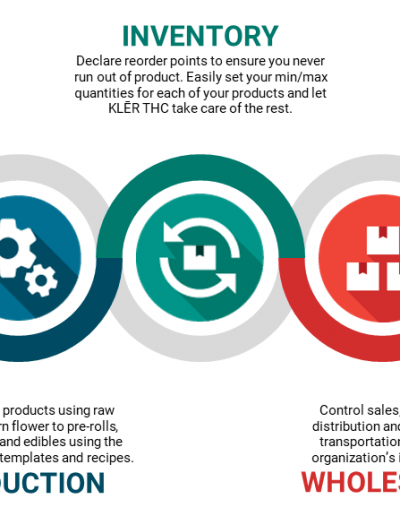 INVENTORY
Declare reorder points to ensure you never
run out of product. Easily set your min/max
quantities for each of your products and let
KLĒR THC take care of the rest.
products using raw
rn flower to pre-rolls,
and edibles using the
templates and recipes.
DUCTION
Control sales,
distribution and
transportation
organization's i
WHOLES